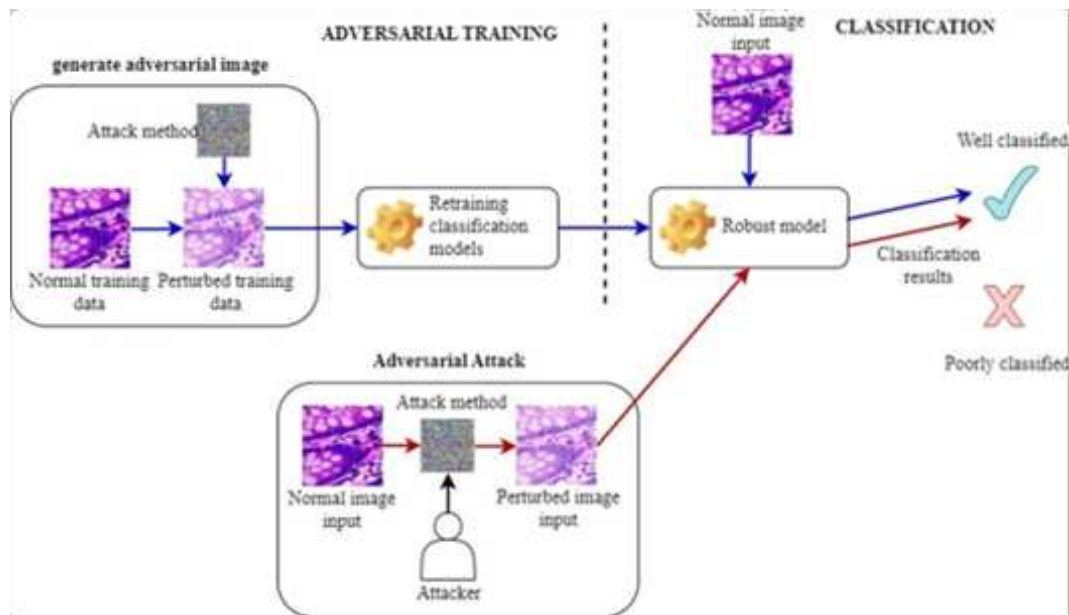 ADVERSARIAL TRAINING
Normal image
input
CLASSIFICATION
generate adversarial image
Attack method
Normal training
data
Perturbed training
data
Retraining
classification
models
Robust model
Well classified
Classification
results
Poorly classified
Adversarial Attack
Attack method
Normal image
input
Perturbed image
input
Attacker